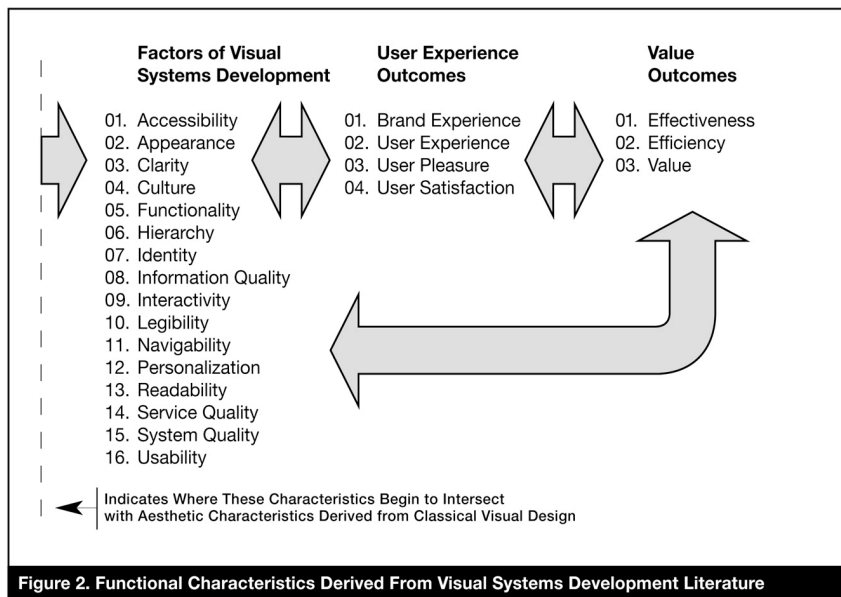 Factors of Visual
Systems Development
01. Accessibility
02. Appearance
03. Clarity
04. Culture
05. Functionality
06. Hierarchy
07. Identity
08. Information Quality
09. Interactivity
10. Legibility
11. Navigability
12. Personalization
13. Readability
14. Service Quality
15. System Quality
16. Usability
User Experience
Outcomes
01. Brand Experience
02. User Experience
03. User Pleasure
04. User Satisfaction
Value
Outcomes
01. Effectiveness
02. Efficiency
03. Value
Indicates Where These Characteristics Begin to Intersect
with Aesthetic Characteristics Derived from Classical Visual Design
Figure 2. Functional Characteristics Derived From Visual Systems Development Literature